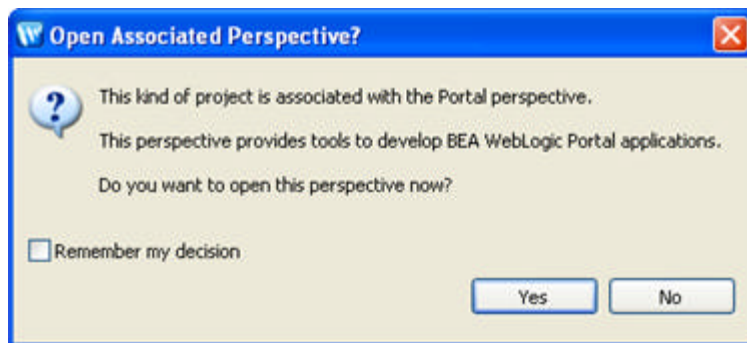 Open Associated Perspective?
This kind of project is associated with the Portal perspective.
This perspective provides tools to develop BEA WebLogic Portal applications.
Do you want to open this perspective now?
Remember my decision
Yes No